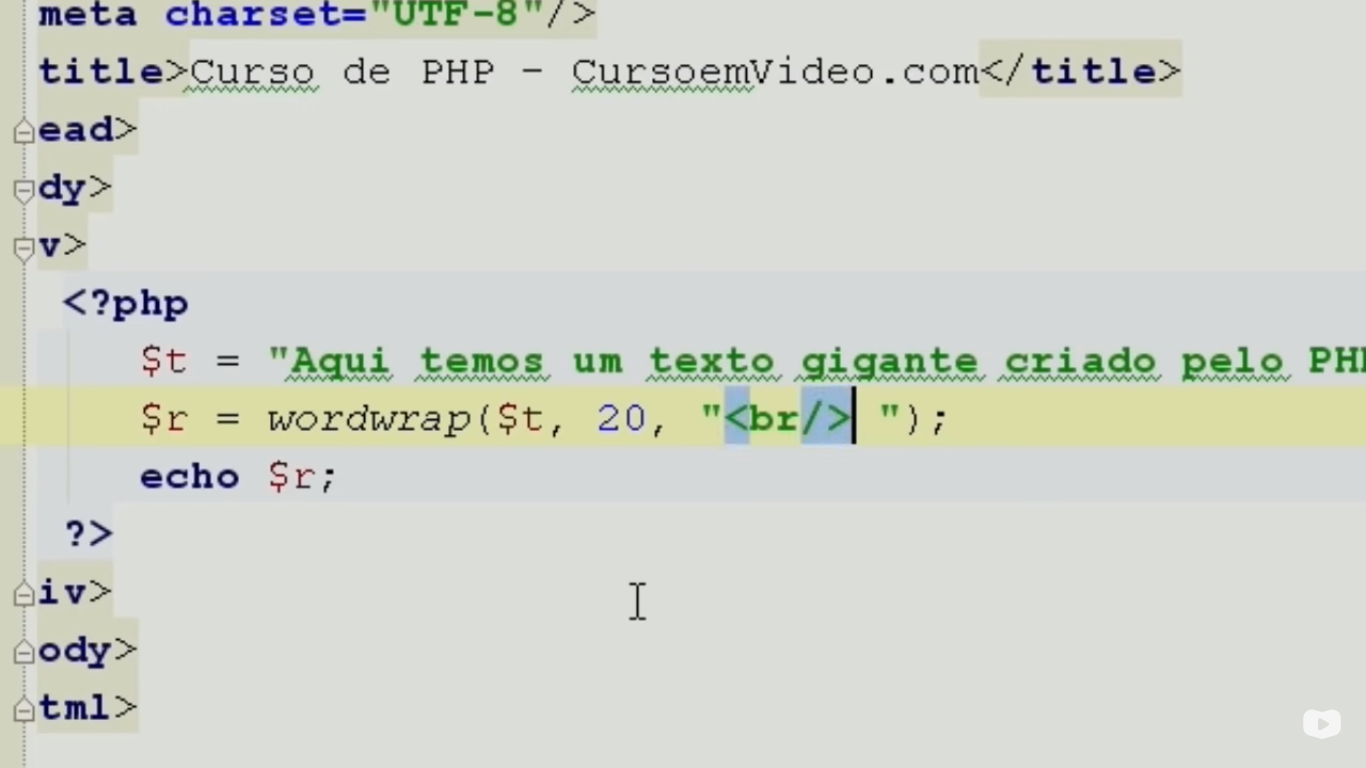 meta charset="UTF-8"/>
title>Curso de PHP - CursoemVideo.com</title>
ead>
dy>
v>
<?php
$t = "Aqui temos um texto gigante criado pelo PH
$r = wordwrap($t, 20, "<br/> ");
echo $r;
?>
iv>
ody>
tml>